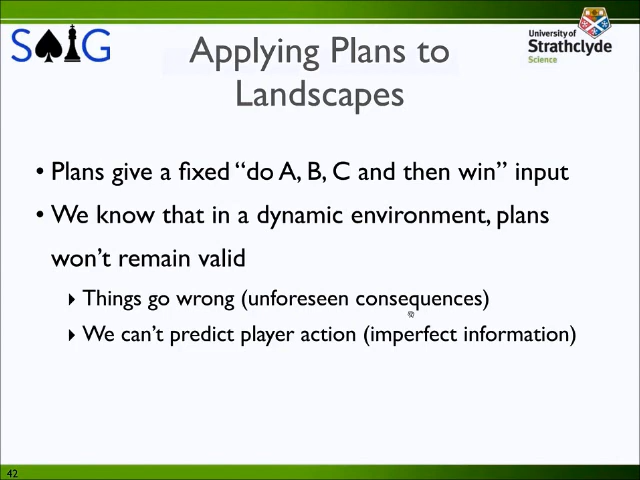 S♠♟G
University of
Strathclyde
Science
Applying Plans to
Landscapes
• Plans give a fixed “do A, B, C and then win” input
• We know that in a dynamic environment, plans
won’t remain valid
‣ Things go wrong (unforeseen consequences)
‣ We can’t predict player action (imperfect information)
42